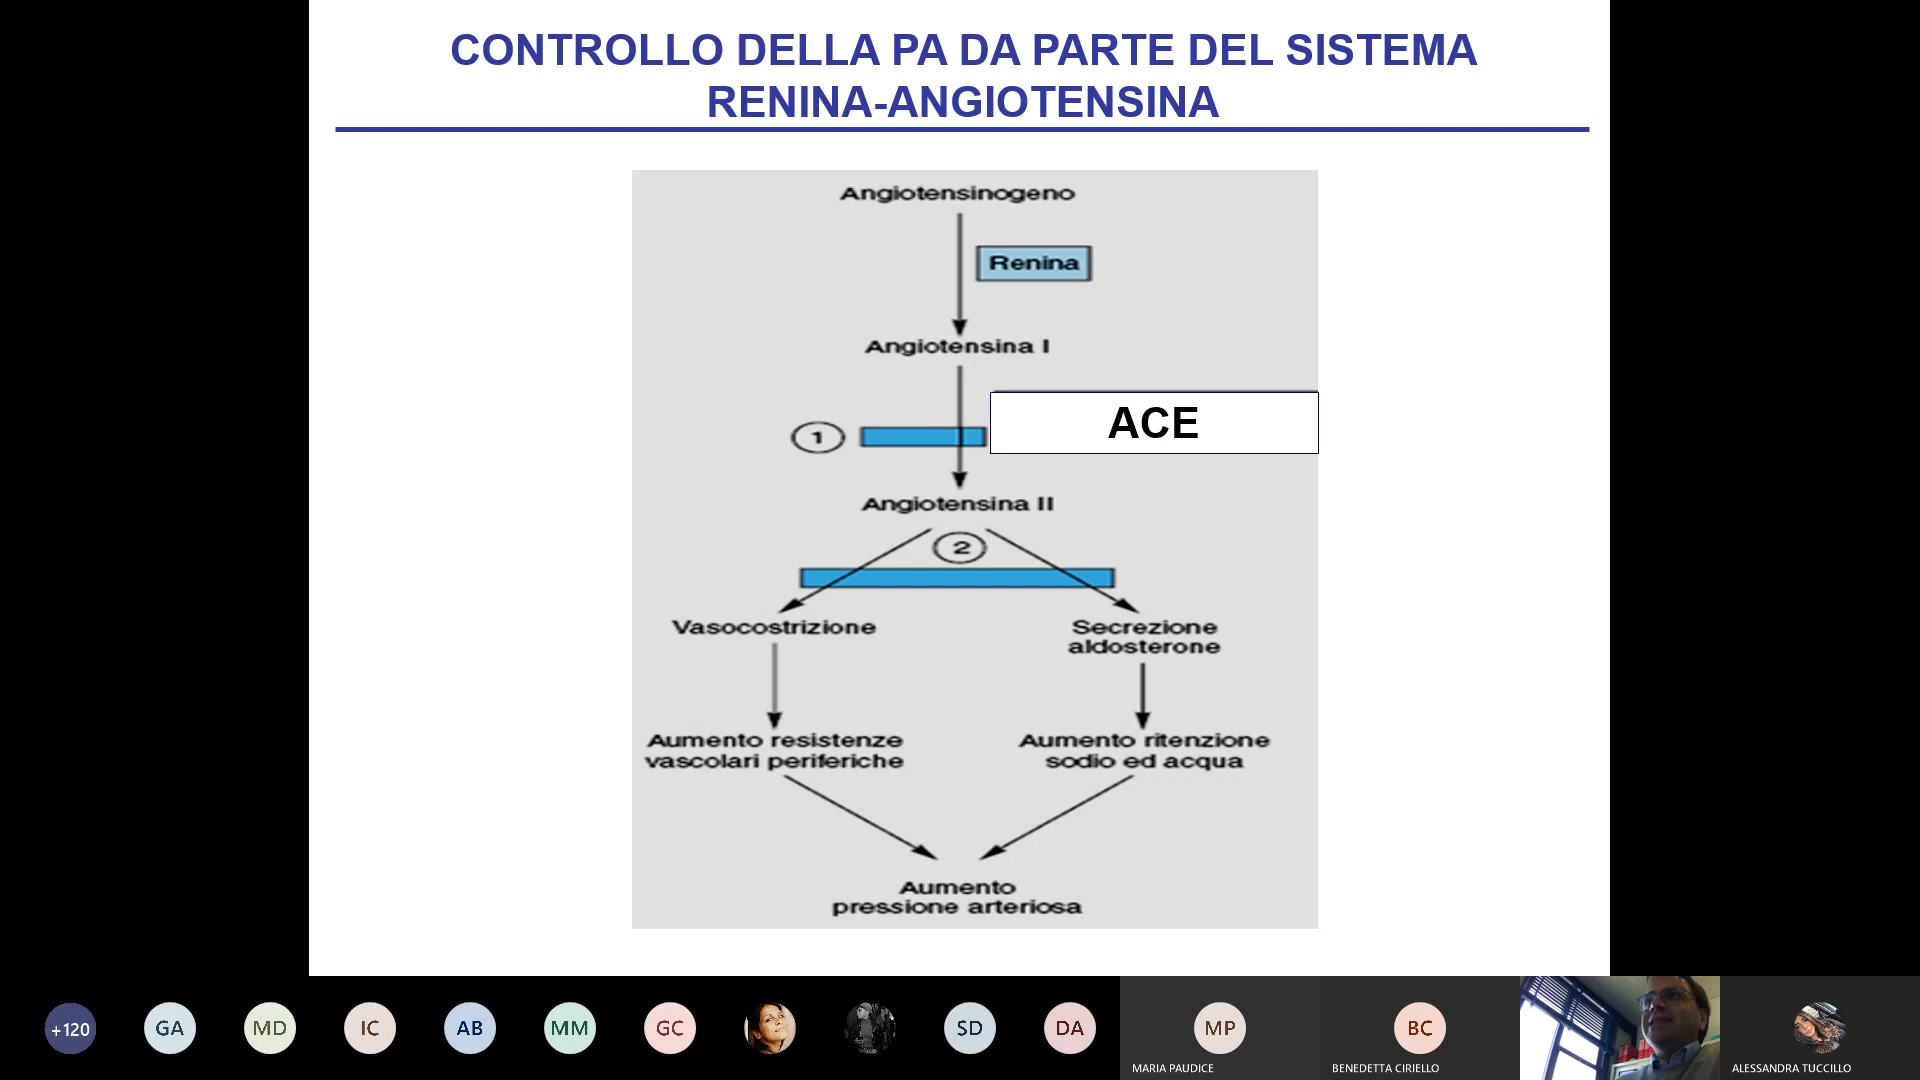 CONTROLLO DELLA PA DA PARTE DEL SISTEMA
RENINA-ANGIOTENSINA
Angiotensinogeno
Renina
Angiotensina I
1
ACE
Angiotensina II
2
Vasocostrizione
Secrezione
aldosterone
Aumento resistenze
vascolari periferiche
Aumento ritenzione
sodio ed acqua
Aumento
pressione arteriosa
+120
GA
MD
IC
AB
MM
GC
SD
DA
MP
MARIA PAUDICE
BC
BENEDETTA CIRIELLO
ALESSANDRA TUCCILLO